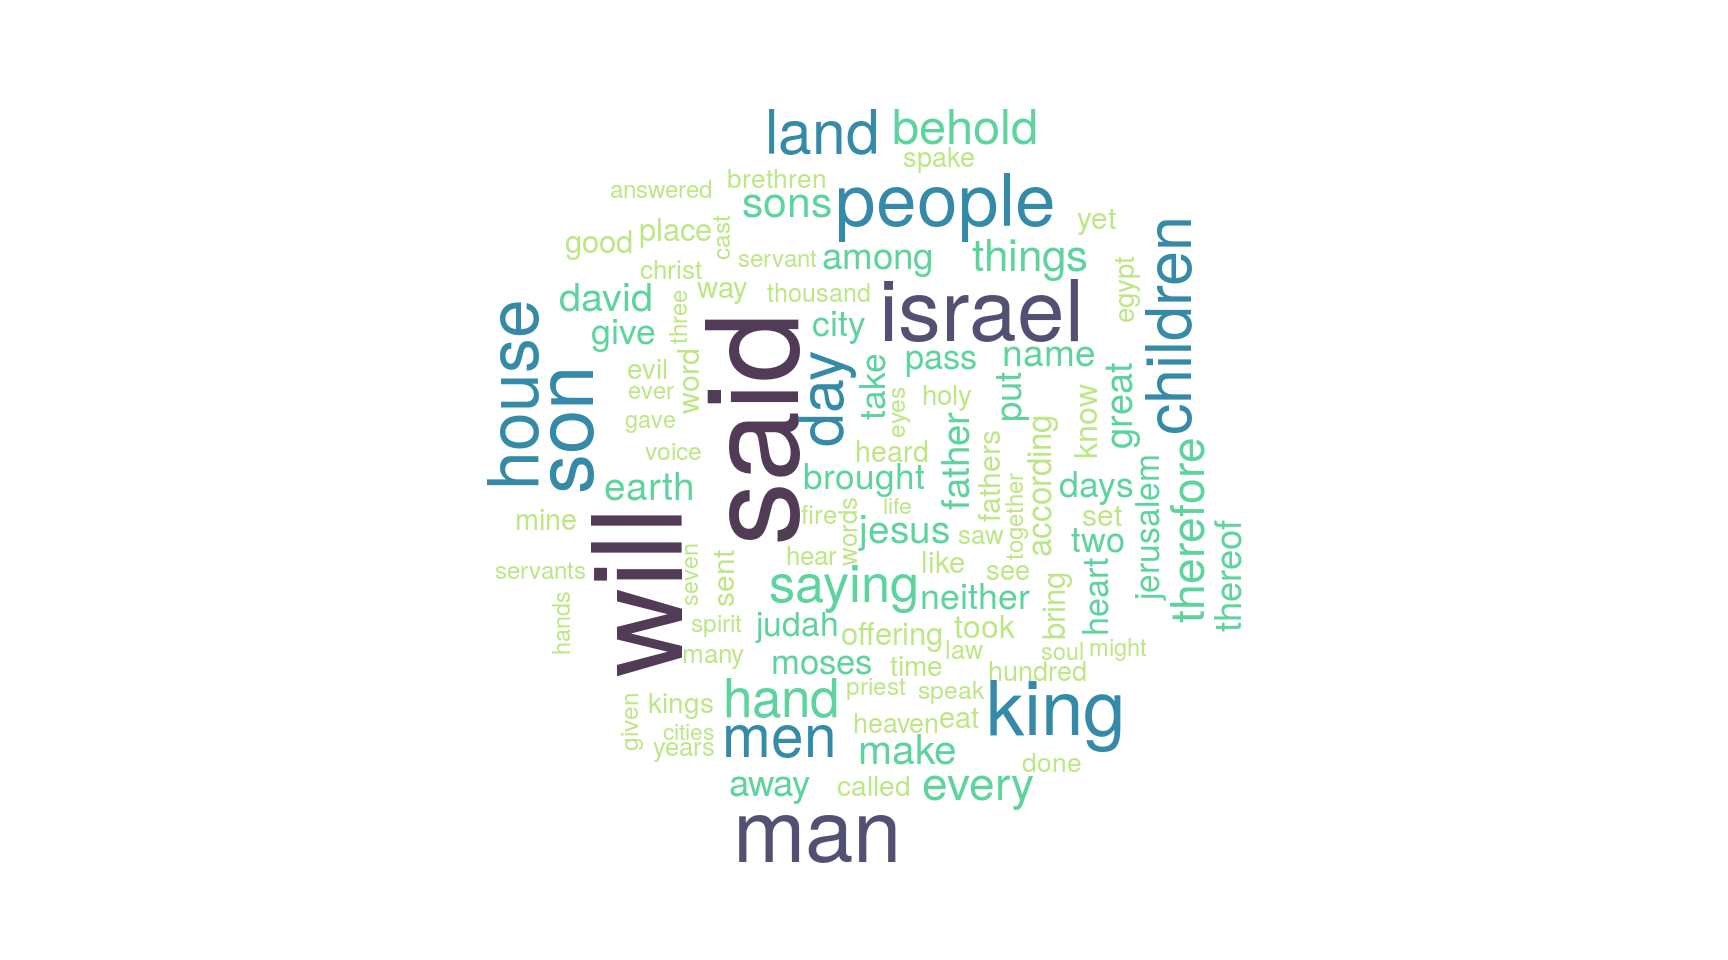 land
behold
spake
answered
brethren
sons
people
yet
good
place
cast
servant
among
things
children
christ
way
thousand
egypt
david
three
israel
house
give
said
city
son
evil
word
day
take
pass
name
put
great
ever
eyes
holy
know
gave
voice
heard
father
fathers
according
therefore
earth
brought
together
days
jerusalem
mine
will
fire
words
life
jesus
saw
set
two
thereof
servants
seven
sent
hear
like
see
heart
hands
saying
neither
bring
spirit
judah
offering
took
many
moses
time
law
soul
might
hundred
given
kings
hand
priest
speak
king
cities
years
men
heaven
eat
make
done
away
called
every
man